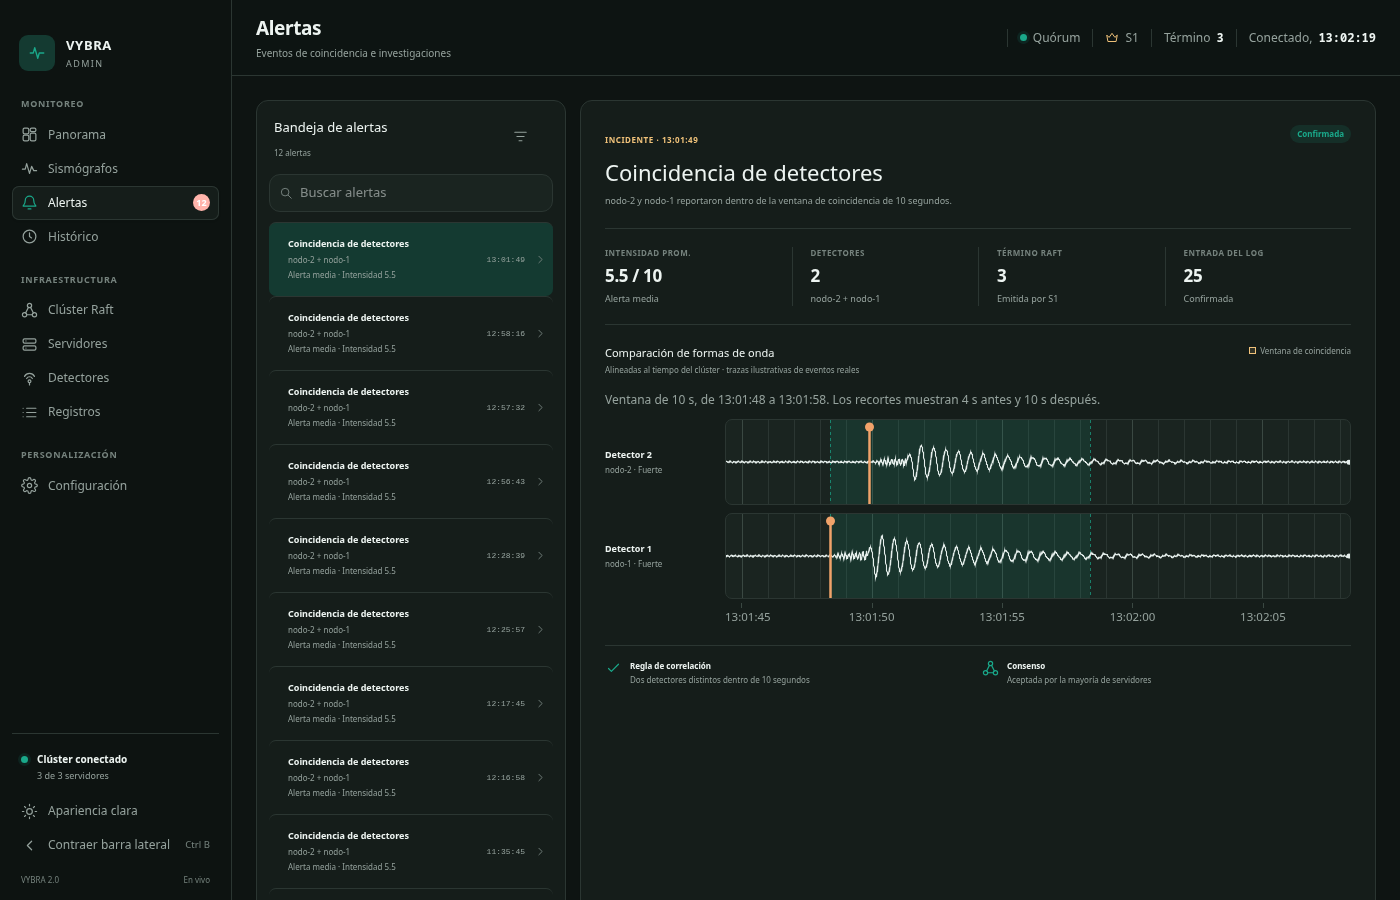 VYBRA
ADMIN
MONITOREO
Panorama
Sismógrafos
Alertas 12
Histórico
INFRAESTRUCTURA
Clúster Raft
Servidores
Detectores
Registros
PERSONALIZACIÓN
Configuración
Clúster conectado
3 de 3 servidores
Apariencia clara
Contraer barra lateral Ctrl B
VYBRA 2.0 En vivo
Alertas
Eventos de coincidencia e investigaciones
Quórum S1 Término 3 Conectado, 13:02:19
Bandeja de alertas
12 alertas
Buscar alertas
Coincidencia de detectores
nodo-2 + nodo-1 13:01:49
Alerta media · Intensidad 5.5
Coincidencia de detectores
nodo-2 + nodo-1 12:58:16
Alerta media · Intensidad 5.5
Coincidencia de detectores
nodo-2 + nodo-1 12:57:32
Alerta media · Intensidad 5.5
Coincidencia de detectores
nodo-2 + nodo-1 12:56:43
Alerta media · Intensidad 5.5
Coincidencia de detectores
nodo-2 + nodo-1 12:28:39
Alerta media · Intensidad 5.5
Coincidencia de detectores
nodo-2 + nodo-1 12:25:57
Alerta media · Intensidad 5.5
Coincidencia de detectores
nodo-2 + nodo-1 12:17:45
Alerta media · Intensidad 5.5
Coincidencia de detectores
nodo-2 + nodo-1 12:16:58
Alerta media · Intensidad 5.5
Coincidencia de detectores
nodo-2 + nodo-1 11:35:45
Alerta media · Intensidad 5.5
INCIDENTE · 13:01:49
Confirmada
Coincidencia de detectores
nodo-2 y nodo-1 reportaron dentro de la ventana de coincidencia de 10 segundos.
INTENSIDAD PROM.
5.5 / 10
Alerta media
DETECTORES
2
nodo-2 + nodo-1
TÉRMINO RAFT
3
Emitida por S1
ENTRADA DEL LOG
25
Confirmada
Comparación de formas de onda
Alineadas al tiempo del clúster · trazas ilustrativas de eventos reales
Ventana de coincidencia
Ventana de 10 s, de 13:01:48 a 13:01:58. Los recortes muestran 4 s antes y 10 s después.
Detector 2
nodo-2 · Fuerte
Detector 1
nodo-1 · Fuerte
13:01:45 13:01:50 13:01:55 13:02:00 13:02:05
Regla de correlación
Dos detectores distintos dentro de 10 segundos
Consenso
Aceptada por la mayoría de servidores